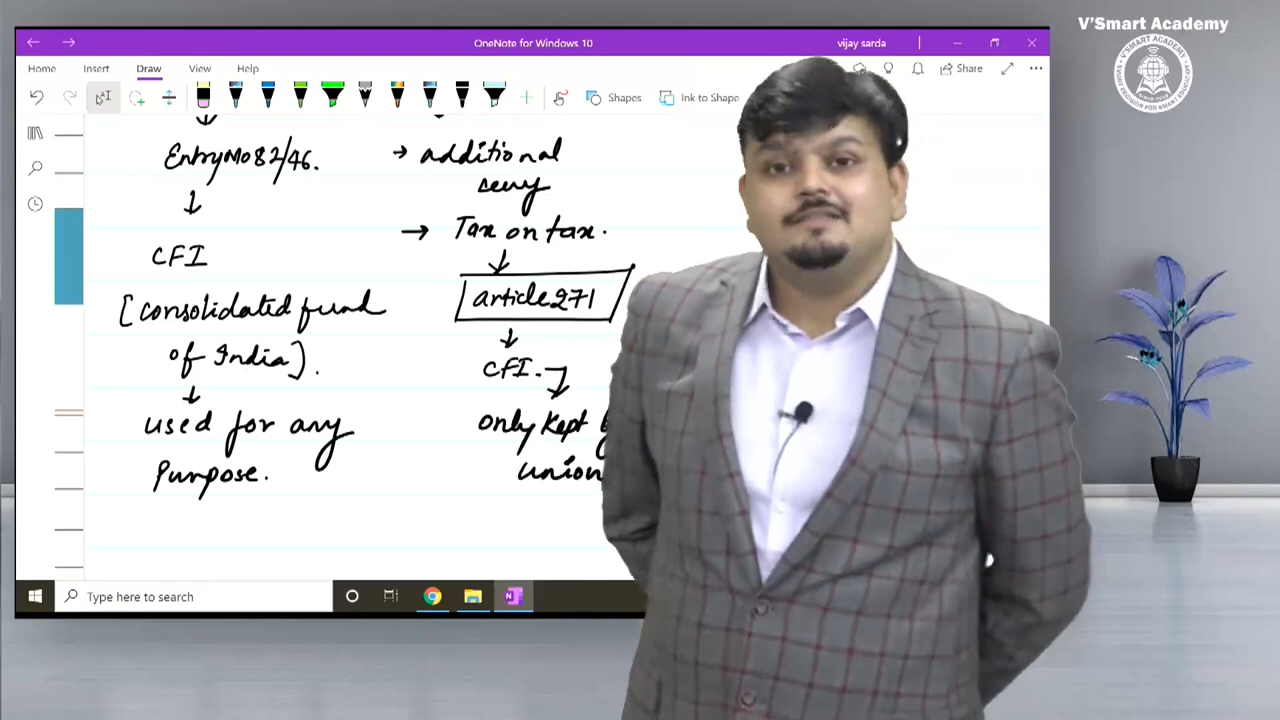 V'Smart Academy
OneNote for Windows 10
vijay sarda
Home Insert Draw View Help
Share
Shapes
Ink to Shape
Entry No 82/46.
CFI
[Consolidated fund
of India].
used for any
Purpose.
→ additional
→ Tax on tax.
article 271
CFI.
only kept
union
Type here to search